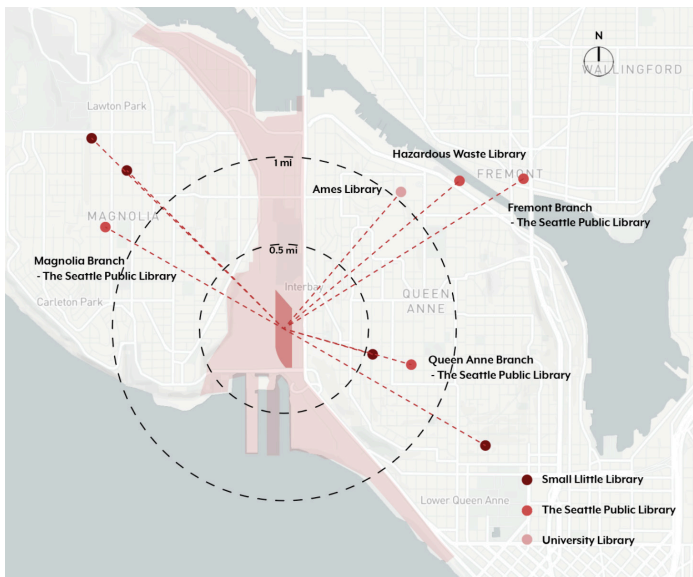 N
WALLINGFORD
Lawton Park
Hazardous Waste Library
1 mi
FREMONT
Ames Library
Fremont Branch
- The Seattle Public Library
MAGNOLIA
0.5 mi
Magnolia Branch
- The Seattle Public Library
Interbay
QUEEN
ANNE
Carleton Park
Queen Anne Branch
- The Seattle Public Library
Small Llittle Library
Lower Queen Anne
The Seattle Public Library
University Library